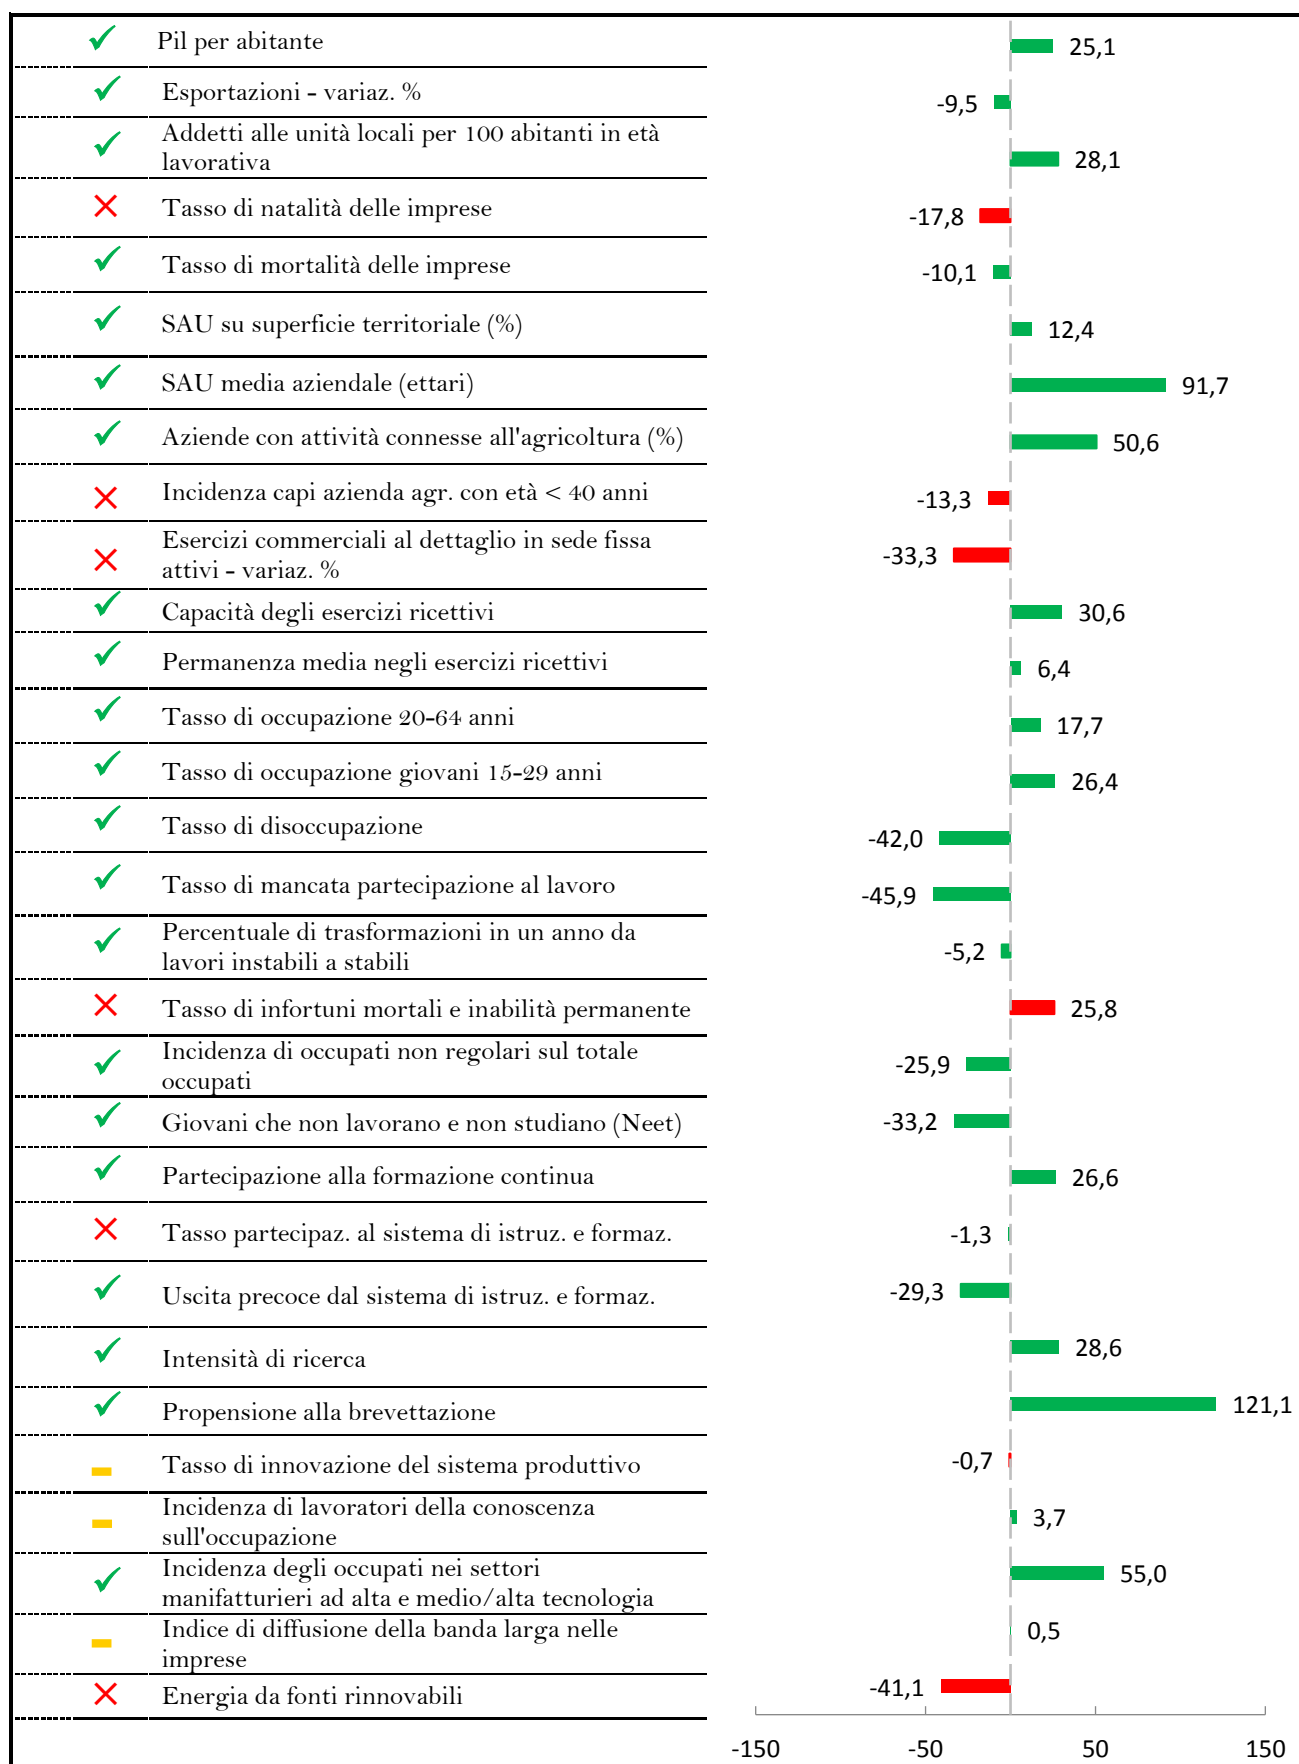 Pil per abitante 25,1
Esportazioni - variaz. % -9,5
Addetti alle unità locali per 100 abitanti in età
lavorativa 28,1
Tasso di natalità delle imprese -17,8
Tasso di mortalità delle imprese -10,1
SAU su superficie territoriale (%) 12,4
SAU media aziendale (ettari) 91,7
Aziende con attività connesse all'agricoltura (%) 50,6
Incidenza capi azienda agr. con età < 40 anni -13,3
Esercizi commerciali al dettaglio in sede fissa
attivi - variaz. % -33,3
Capacità degli esercizi ricettivi 30,6
Permanenza media negli esercizi ricettivi 6,4
Tasso di occupazione 20-64 anni 17,7
Tasso di occupazione giovani 15-29 anni 26,4
Tasso di disoccupazione -42,0
Tasso di mancata partecipazione al lavoro -45,9
Percentuale di trasformazioni in un anno da
lavori instabili a stabili -5,2
Tasso di infortuni mortali e inabilità permanente 25,8
Incidenza di occupati non regolari sul totale
occupati -25,9
Giovani che non lavorano e non studiano (Neet) -33,2
Partecipazione alla formazione continua 26,6
Tasso partecipaz. al sistema di istruz. e formaz. -1,3
Uscita precoce dal sistema di istruz. e formaz. -29,3
Intensità di ricerca 28,6
Propensione alla brevettazione 121,1
Tasso di innovazione del sistema produttivo -0,7
Incidenza di lavoratori della conoscenza
sull'occupazione 3,7
Incidenza degli occupati nei settori
manifatturieri ad alta e medio/alta tecnologia 55,0
Indice di diffusione della banda larga nelle
imprese 0,5
Energia da fonti rinnovabili -41,1
-150 -50 50 150